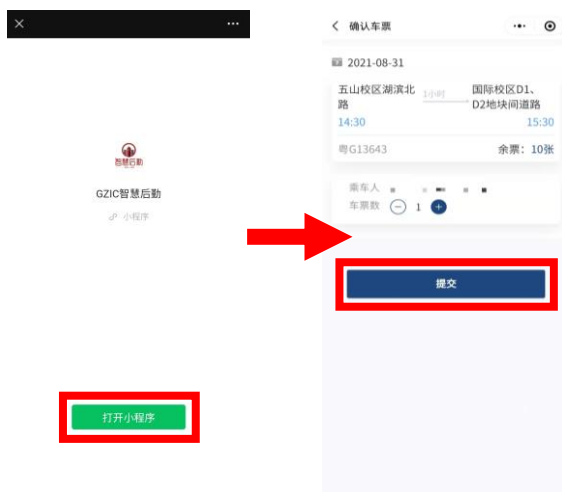 智慧后勤
GZIC智慧后勤
小程序
打开小程序
确认车票
2021-08-31
五山校区湖滨北
路
1小时
国际校区D1、
D2地块间道路
14:30
15:30
粤G13643
余票：10张
乘车人
车票数
1
提交